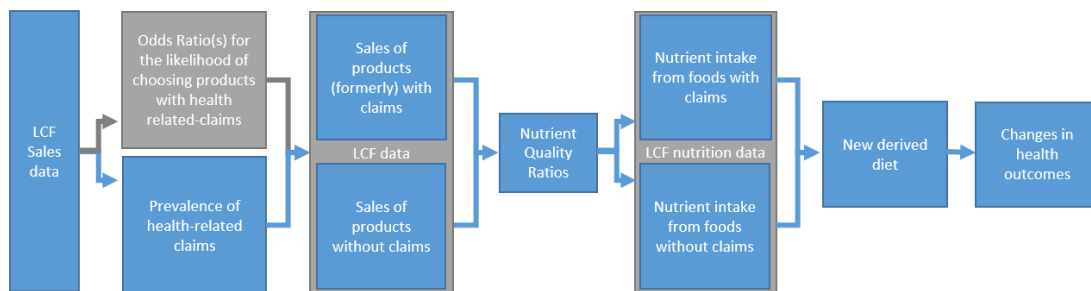 LCF
Sales
data
Odds Ratio(s) for
the likelihood of
choosing products
with health
related-claims
Prevalence of
health-related
claims
Sales of
products
(formerly) with
claims
LCF data
Sales of
products
without claims
Nutrient
Quality
Ratios
Nutrient intake
from foods with
claims
LCF nutrition data
Nutrient intake
from foods without
claims
New derived
diet
Changes in
health
outcomes